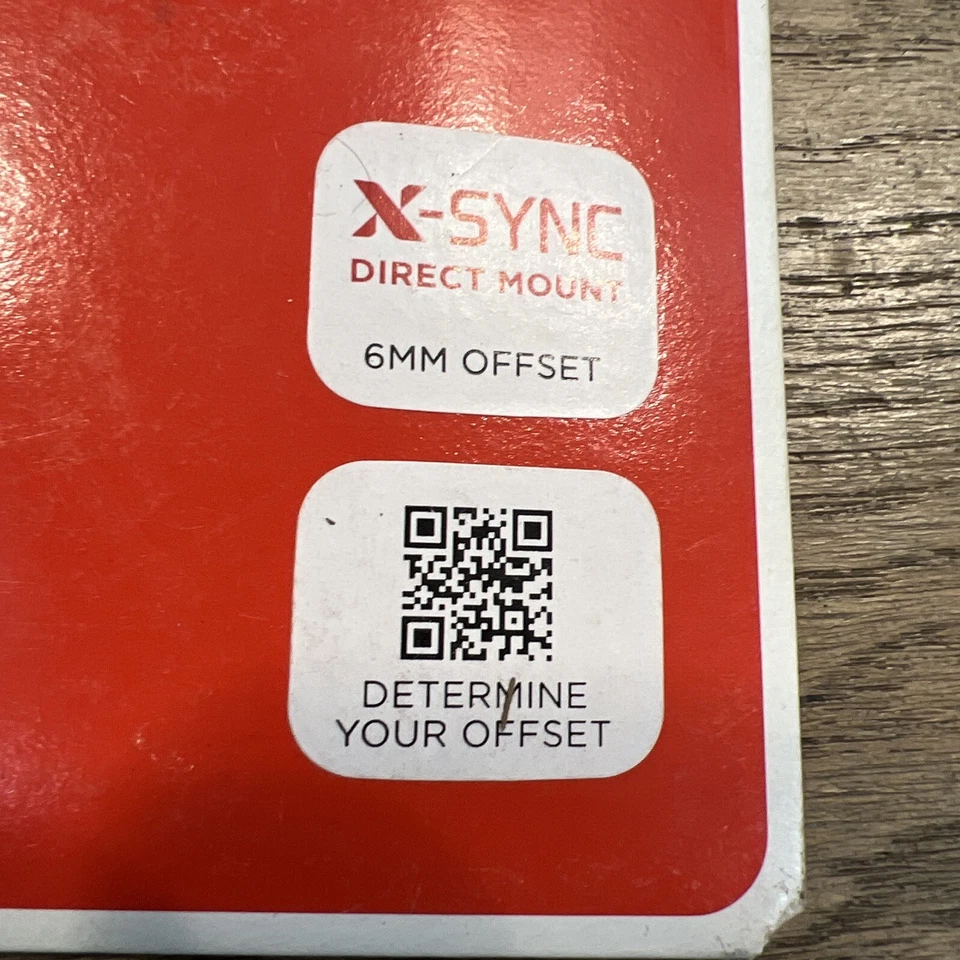 X-SYNC
DIRECT MOUNT
6MM OFFSET
DETERMINE
YOUR OFFSET